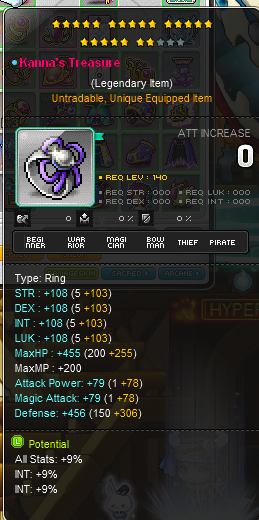 Kanna's Treasure
(Legendary Item)
Untradable, Unique Equipped Item
ATT INCREASE
0
REQ LEV : 140
REQ STR : 000 REQ LUK : 000
REQ DEX : 000 REQ INT : 000
0 0 % 0 %
BEGINNER WARRIOR MAGICIAN BOWMAN THIEF PIRATE
Type: Ring
STR : +108 (5 +103)
DEX : +108 (5 +103)
INT : +108 (5 +103)
LUK : +108 (5 +103)
MaxHP : +455 (200 +255)
MaxMP : +200
Attack Power: +79 (1 +78)
Magic Attack: +79 (1 +78)
Defense: +456 (150 +306)
L Potential
All Stats: +9%
INT: +9%
INT: +9%
HYPER